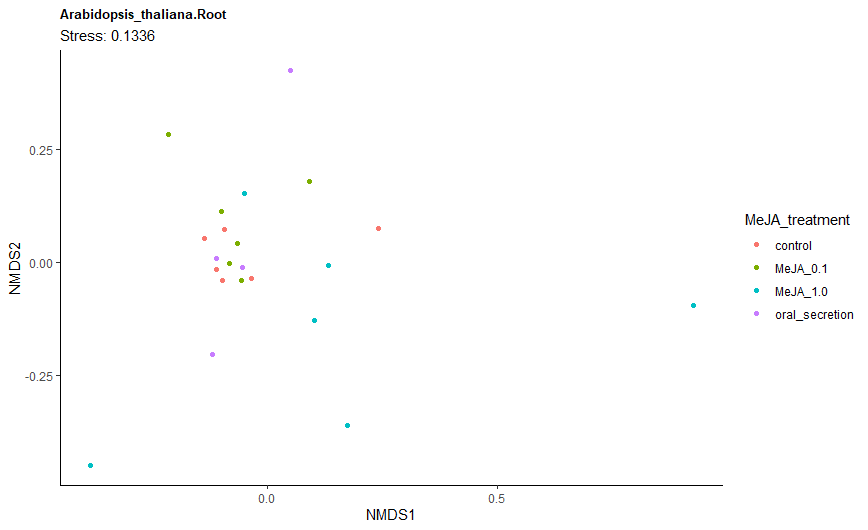 Arabidopsis_thaliana.Root
Stress: 0.1336
0.25
0.00
-0.25
NMDS2
0.0
0.5
NMDS1
MeJA_treatment
control
MeJA_0.1
MeJA_1.0
oral_secretion